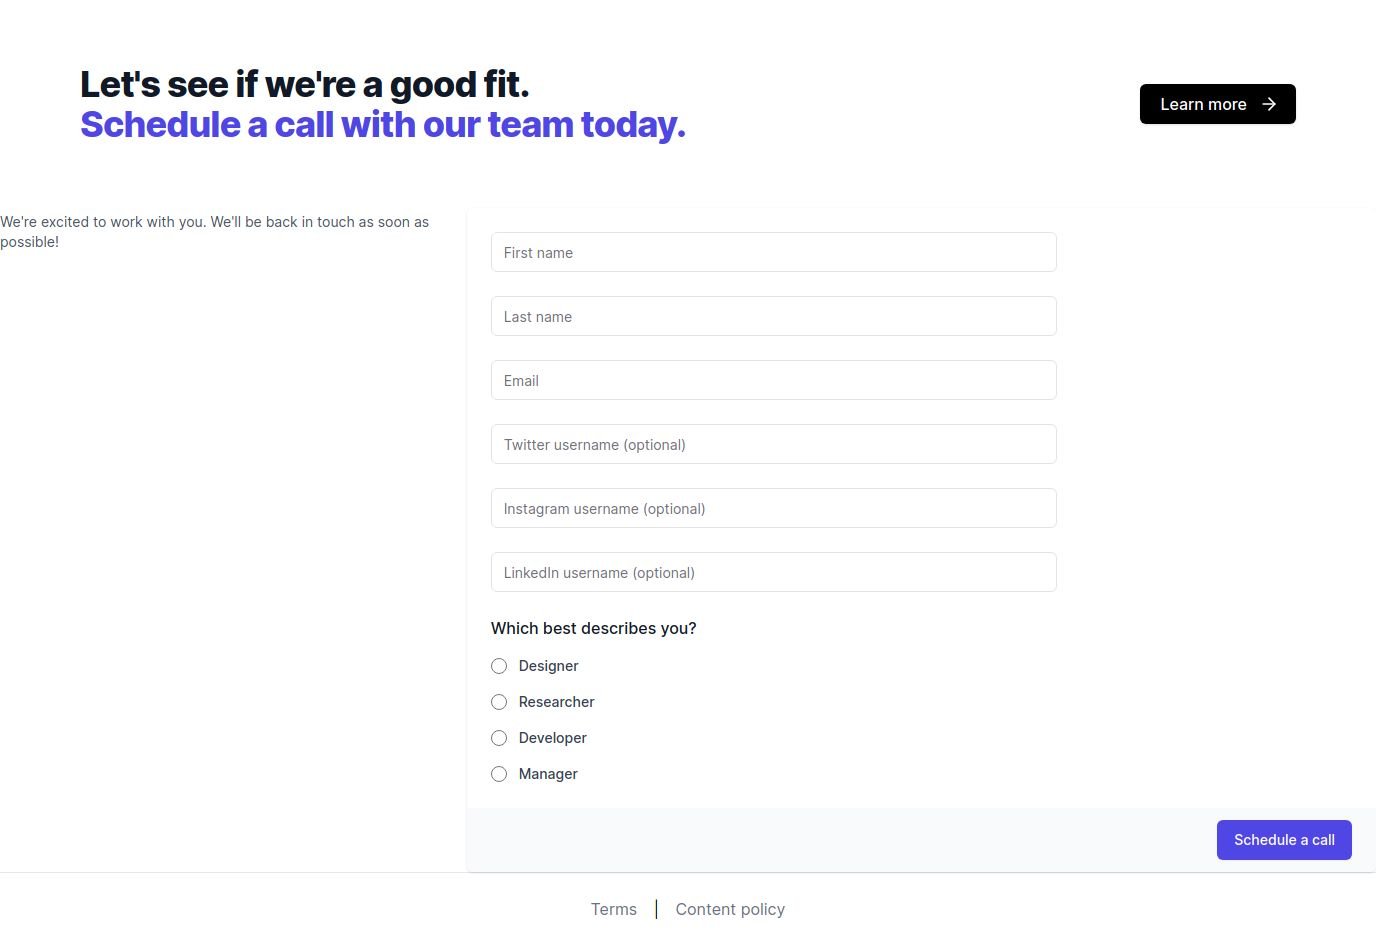 Let's see if we're a good fit.
Schedule a call with our team today.
Learn more
We're excited to work with you. We'll be back in touch as soon as
possible!
First name
Last name
Email
Twitter username (optional)
Instagram username (optional)
LinkedIn username (optional)
Which best describes you?
Designer
Researcher
Developer
Manager
Schedule a call
Terms | Content policy